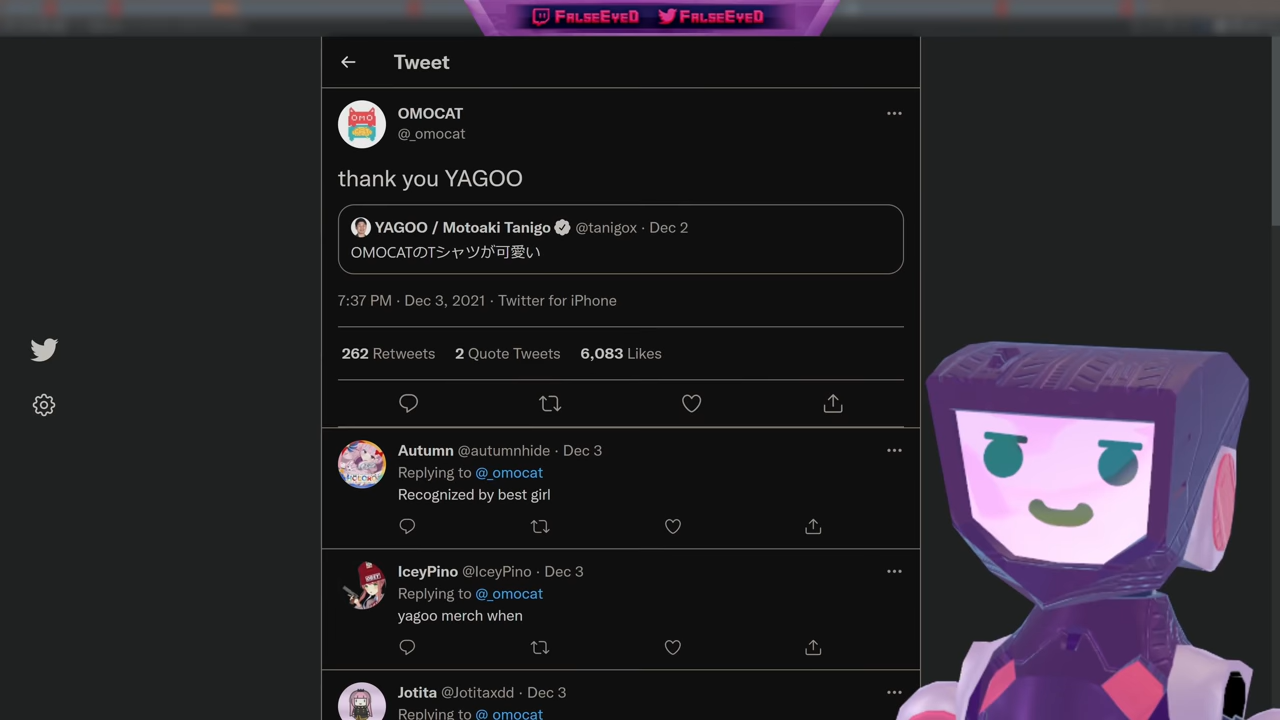 FalseEyeD FalseEyeD
Tweet
OMOCAT
@_omocat
thank you YAGOO
YAGOO / Motoaki Tanigo @tanigox · Dec 2
OMOCATのTシャツが可愛い
7:37 PM · Dec 3, 2021 · Twitter for iPhone
262 Retweets 2 Quote Tweets 6,083 Likes
Autumn @autumnhide · Dec 3
Replying to @_omocat
Recognized by best girl
IceyPino @IceyPino · Dec 3
Replying to @_omocat
yagoo merch when
Jotita @Jotitaxdd · Dec 3
Replying to @_omocat